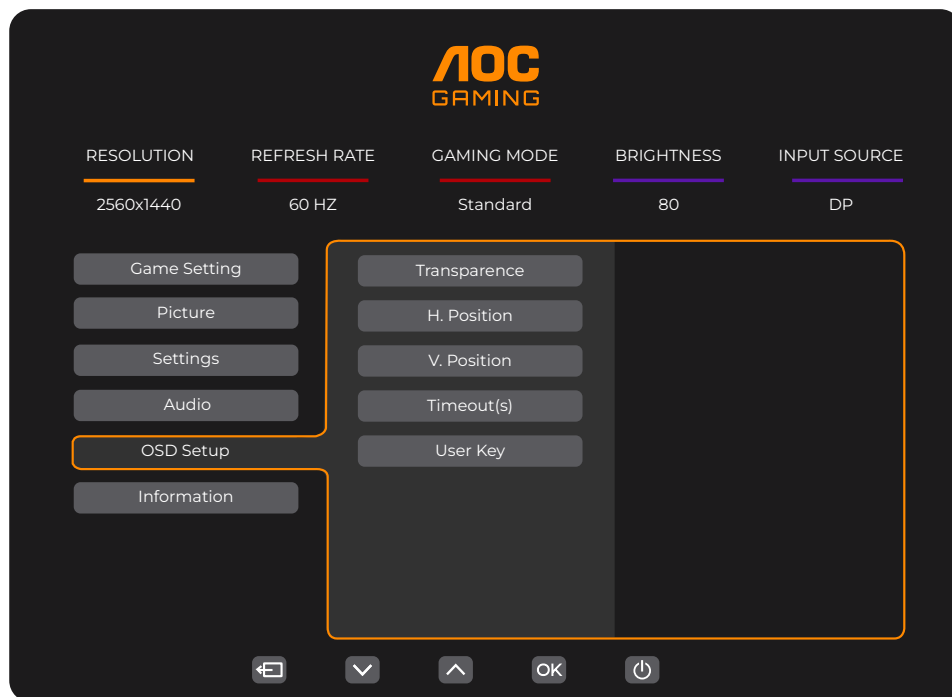 AOC
GAMING
RESOLUTION REFRESH RATE GAMING MODE BRIGHTNESS INPUT SOURCE
2560x1440 60 HZ Standard 80 DP
Game Setting
Picture
Settings
Audio
OSD Setup
Information
Transparence
H. Position
V. Position
Timeout(s)
User Key
OK